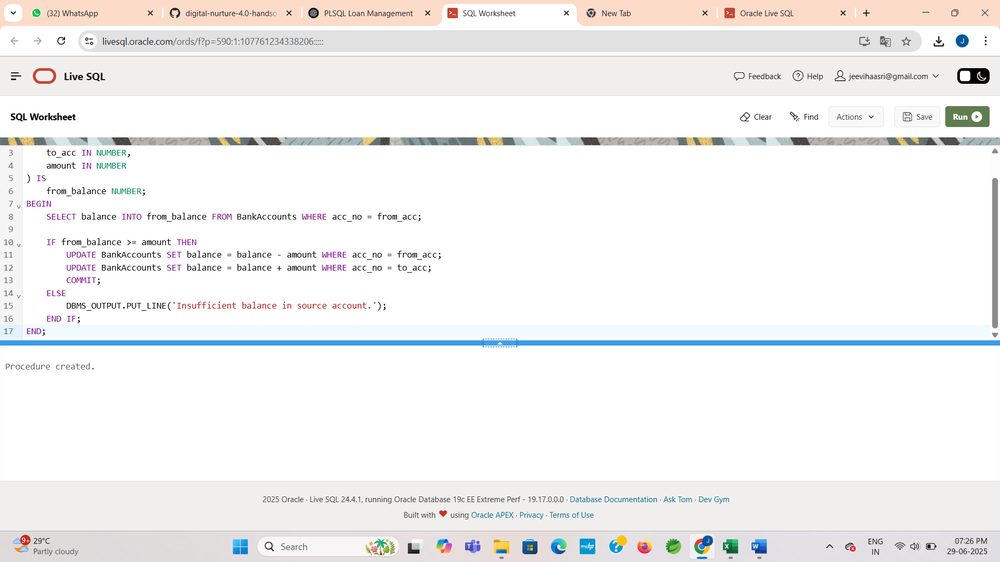 (32) WhatsApp
digital-nurture-4.0-handso
PLSQL Loan Management
SQL Worksheet
New Tab
Oracle Live SQL
livesql.oracle.com/ords/f?p=590:1:107761234338206:::::
J
Live SQL
Feedback
Help
jeevihaasri@gmail.com
SQL Worksheet
Clear
Find
Actions
Save
Run
3 to_acc IN NUMBER,
4 amount IN NUMBER
5 ) IS
6 from_balance NUMBER;
7 BEGIN
8 SELECT balance INTO from_balance FROM BankAccounts WHERE acc_no = from_acc;
9
10 IF from_balance >= amount THEN
11 UPDATE BankAccounts SET balance = balance - amount WHERE acc_no = from_acc;
12 UPDATE BankAccounts SET balance = balance + amount WHERE acc_no = to_acc;
13 COMMIT;
14 ELSE
15 DBMS_OUTPUT.PUT_LINE('Insufficient balance in source account.');
16 END IF;
17 END;
Procedure created.
2025 Oracle · Live SQL 24.4.1, running Oracle Database 19c EE Extreme Perf - 19.17.0.0.0 · Database Documentation · Ask Tom · Dev Gym
Built with ❤ using Oracle APEX · Privacy · Terms of Use
9+
29°C
Partly cloudy
Search
myhp
J
ENG
IN
07:26 PM
29-06-2025